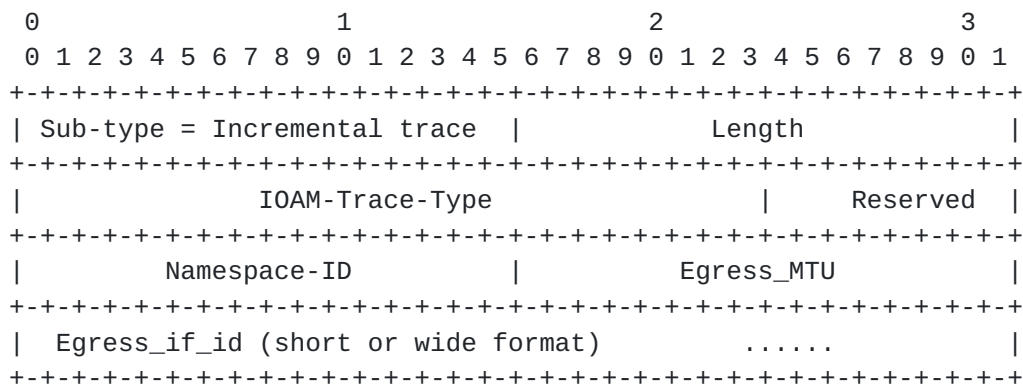 0                   1                   2                   3
 0 1 2 3 4 5 6 7 8 9 0 1 2 3 4 5 6 7 8 9 0 1 2 3 4 5 6 7 8 9 0 1
+-+-+-+-+-+-+-+-+-+-+-+-+-+-+-+-+-+-+-+-+-+-+-+-+-+-+-+-+-+-+-+-+
| Sub-type = Incremental trace  |            Length             |
+-+-+-+-+-+-+-+-+-+-+-+-+-+-+-+-+-+-+-+-+-+-+-+-+-+-+-+-+-+-+-+-+
|               IOAM-Trace-Type                 |     Reserved  |
+-+-+-+-+-+-+-+-+-+-+-+-+-+-+-+-+-+-+-+-+-+-+-+-+-+-+-+-+-+-+-+-+
|         Namespace-ID          |          Egress_MTU           |
+-+-+-+-+-+-+-+-+-+-+-+-+-+-+-+-+-+-+-+-+-+-+-+-+-+-+-+-+-+-+-+-+
|  Egress_if_id (short or wide format)         ......           |
+-+-+-+-+-+-+-+-+-+-+-+-+-+-+-+-+-+-+-+-+-+-+-+-+-+-+-+-+-+-+-+-+